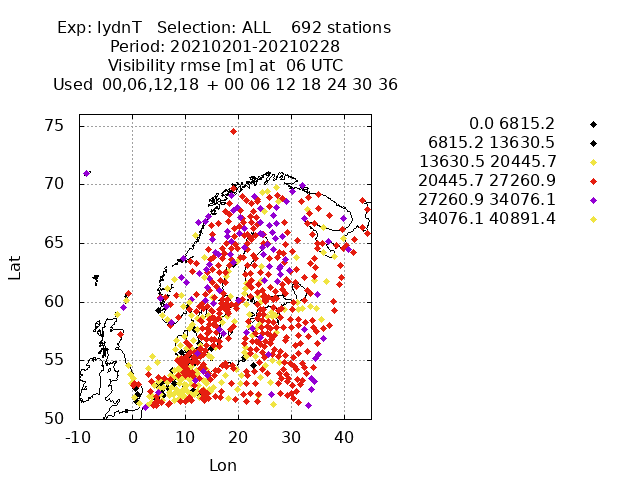 Exp: IydnT   Selection: ALL    692 stations
Period: 20210201-20210228
Visibility rmse [m] at  06 UTC
Used  00,06,12,18  + 00 06 12 18 24 30 36
0.0 6815.2
6815.2 13630.5
13630.5 20445.7
20445.7 27260.9
27260.9 34076.1
34076.1 40891.4
75
70
65
60
55
50
Lat
-10 0 10 20 30 40
Lon